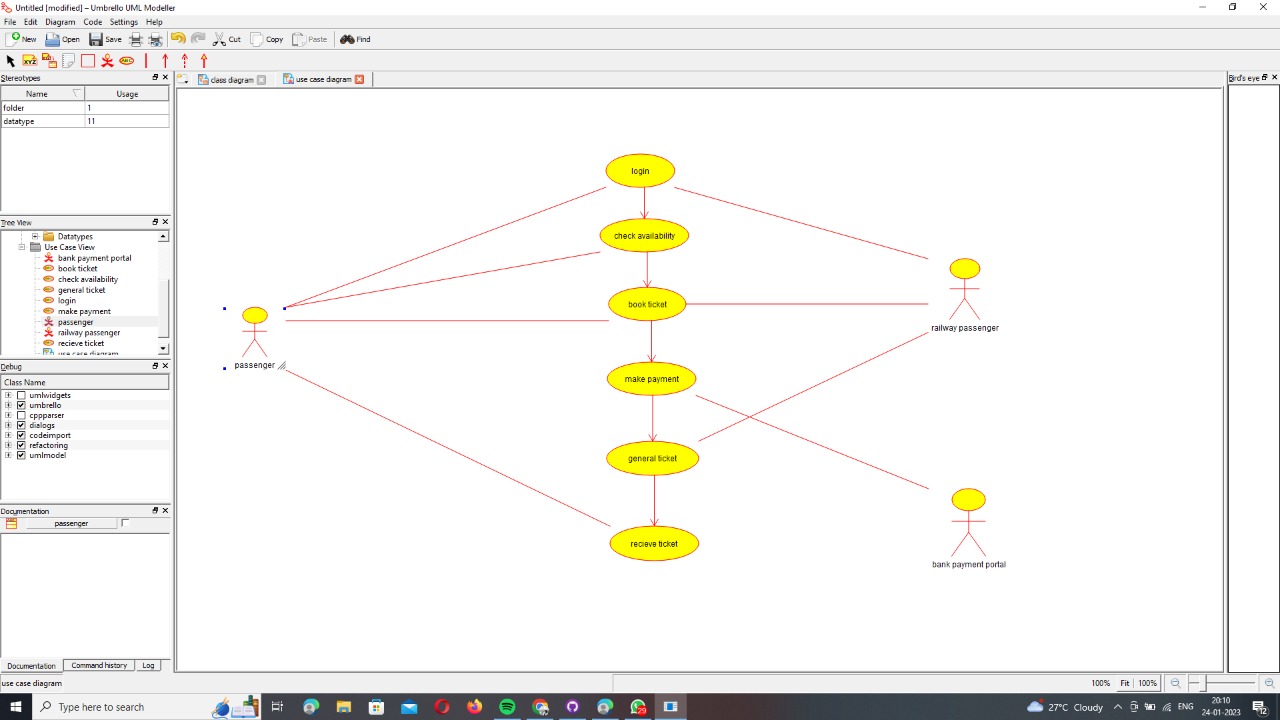 Untitled [modified] – Umbrello UML Modeller
File Edit Diagram Code Settings Help
New Open Save Cut Copy Paste Find
Stereotypes
Name Usage
folder 1
datatype 11
Tree View
Datatypes
Use Case View
bank payment portal
book ticket
check availability
general ticket
login
make payment
passenger
railway passenger
recieve ticket
use case diagram
Debug
Class Name
umlwidgets
umbrello
cppparser
dialogs
codeimport
refactoring
umlmodel
Documentation
passenger
Documentation Command history Log
use case diagram
class diagram use case diagram
Bird's eye
login
check availability
book ticket
make payment
general ticket
recieve ticket
passenger
railway passenger
bank payment portal
100% Fit 100%
Type here to search
29
27°C Cloudy
ENG
20:10
24-01-2023
12